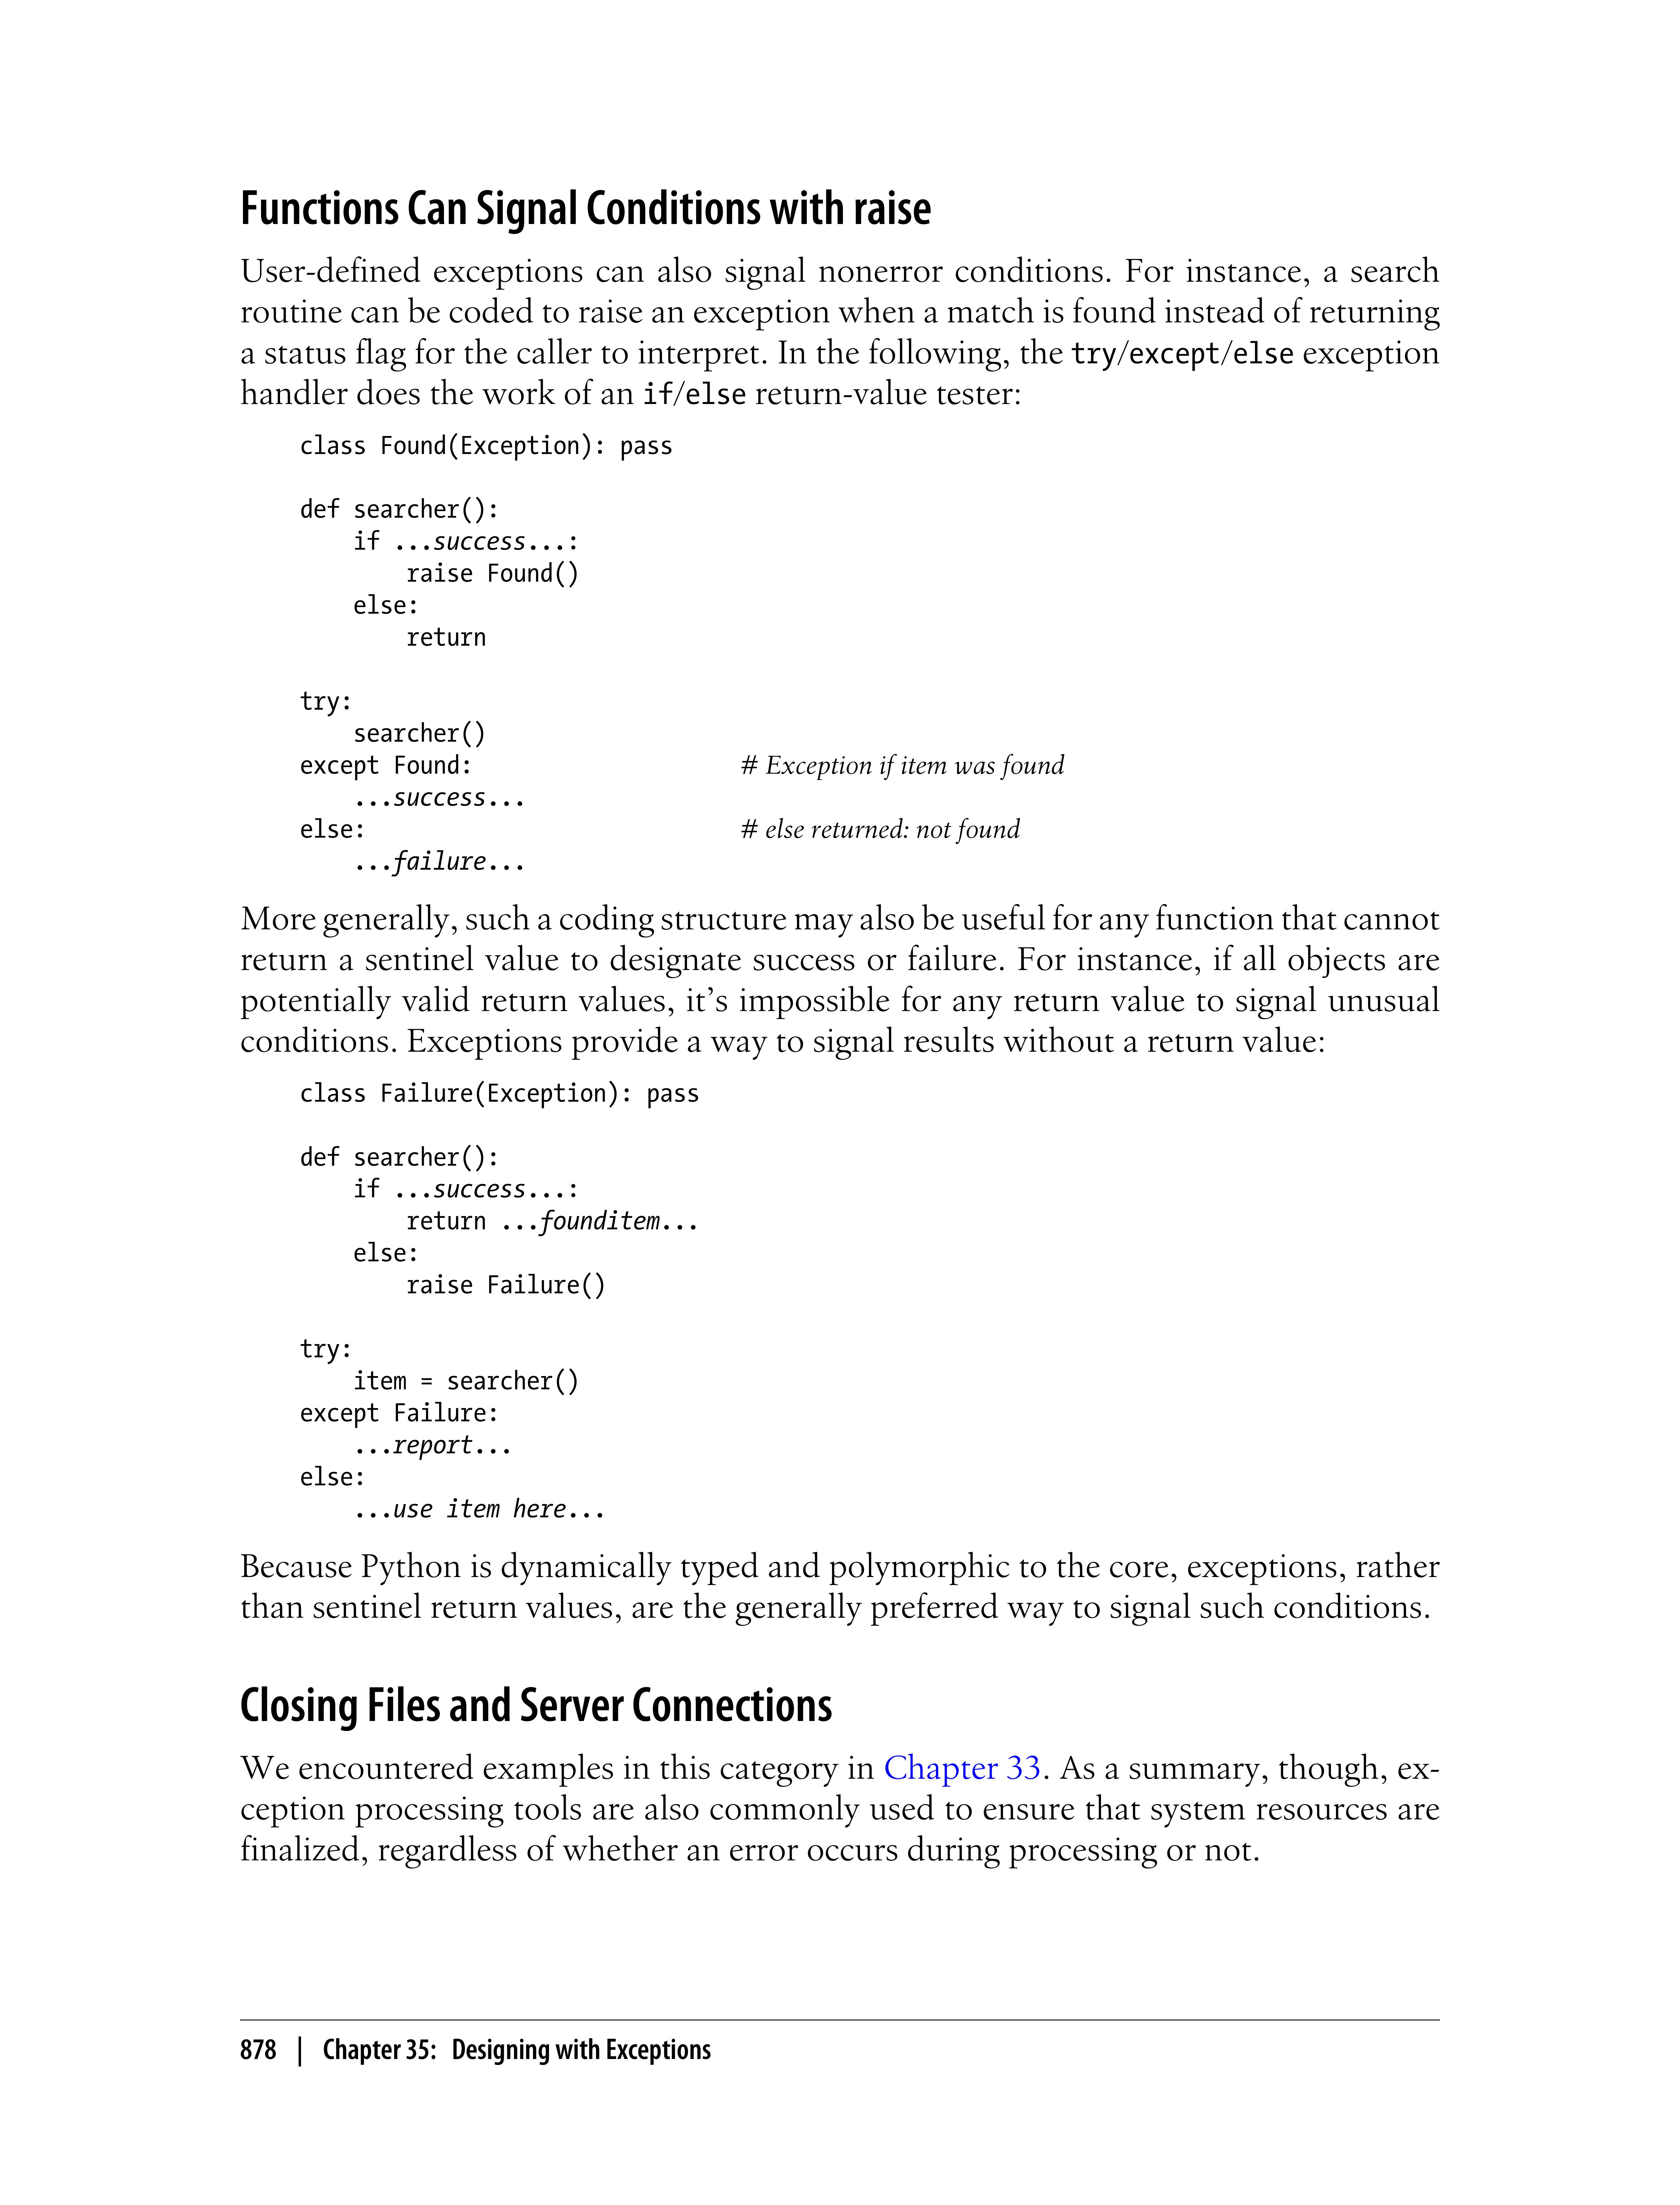 Functions Can Signal Conditions with raise
User-defined exceptions can also signal nonerror conditions. For instance, a search
routine can be coded to raise an exception when a match is found instead of returning
a status flag for the caller to interpret. In the following, the try/except/else exception
handler does the work of an if/else return-value tester:
class Found(Exception): pass
def searcher():
    if ...success...:
        raise Found()
    else:
        return
try:
    searcher()
except Found:                    # Exception if item was found
    ...success...
else:                            # else returned: not found
    ...failure...
More generally, such a coding structure may also be useful for any function that cannot
return a sentinel value to designate success or failure. For instance, if all objects are
potentially valid return values, it’s impossible for any return value to signal unusual
conditions. Exceptions provide a way to signal results without a return value:
class Failure(Exception): pass
def searcher():
    if ...success...:
        return ...founditem...
    else:
        raise Failure()
try:
    item = searcher()
except Failure:
    ...report...
else:
    ...use item here...
Because Python is dynamically typed and polymorphic to the core, exceptions, rather
than sentinel return values, are the generally preferred way to signal such conditions.
Closing Files and Server Connections
We encountered examples in this category in Chapter 33. As a summary, though, ex-
ception processing tools are also commonly used to ensure that system resources are
finalized, regardless of whether an error occurs during processing or not.
878 | Chapter 35: Designing with Exceptions